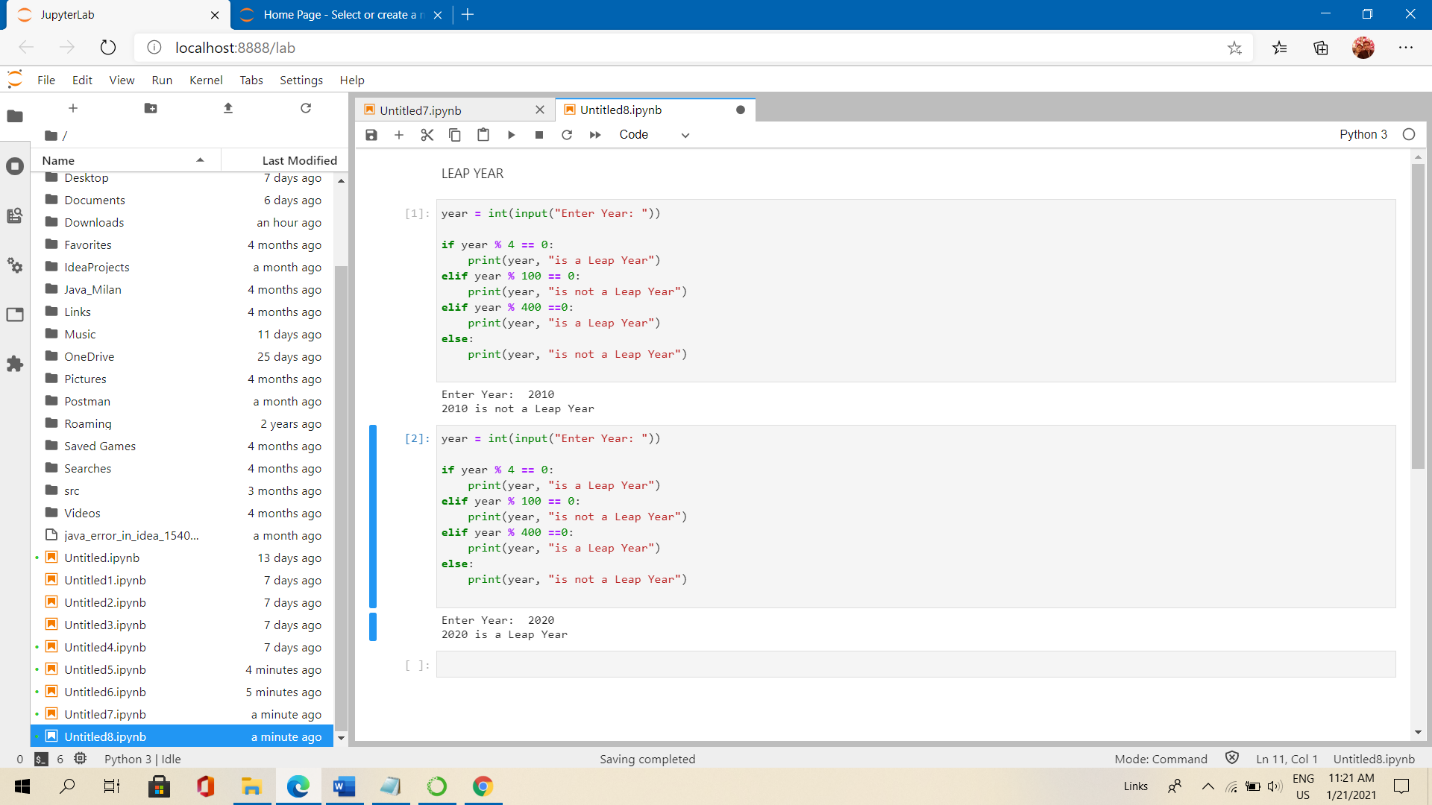 JupyterLab
Home Page - Select or create a n
localhost:8888/lab
File Edit View Run Kernel Tabs Settings Help
/
Name Last Modified
Desktop 7 days ago
Documents 6 days ago
Downloads an hour ago
Favorites 4 months ago
IdeaProjects a month ago
Java_Milan 4 months ago
Links 4 months ago
Music 11 days ago
OneDrive 25 days ago
Pictures 4 months ago
Postman a month ago
Roaming 2 years ago
Saved Games 4 months ago
Searches 4 months ago
src 3 months ago
Videos 4 months ago
java_error_in_idea_1540... a month ago
Untitled.ipynb 13 days ago
Untitled1.ipynb 7 days ago
Untitled2.ipynb 7 days ago
Untitled3.ipynb 7 days ago
Untitled4.ipynb 7 days ago
Untitled5.ipynb 4 minutes ago
Untitled6.ipynb 5 minutes ago
Untitled7.ipynb a minute ago
Untitled8.ipynb a minute ago
Untitled7.ipynb
Untitled8.ipynb
Code
Python 3
LEAP YEAR
[1]: year = int(input("Enter Year: "))
if year % 4 == 0:
    print(year, "is a Leap Year")
elif year % 100 == 0:
    print(year, "is not a Leap Year")
elif year % 400 ==0:
    print(year, "is a Leap Year")
else:
    print(year, "is not a Leap Year")
Enter Year:  2010
2010 is not a Leap Year
[2]: year = int(input("Enter Year: "))
if year % 4 == 0:
    print(year, "is a Leap Year")
elif year % 100 == 0:
    print(year, "is not a Leap Year")
elif year % 400 ==0:
    print(year, "is a Leap Year")
else:
    print(year, "is not a Leap Year")
Enter Year:  2020
2020 is a Leap Year
[ ]:
0 $_ 6 Python 3 | Idle Saving completed Mode: Command Ln 11, Col 1 Untitled8.ipynb
Links ENG US 11:21 AM 1/21/2021